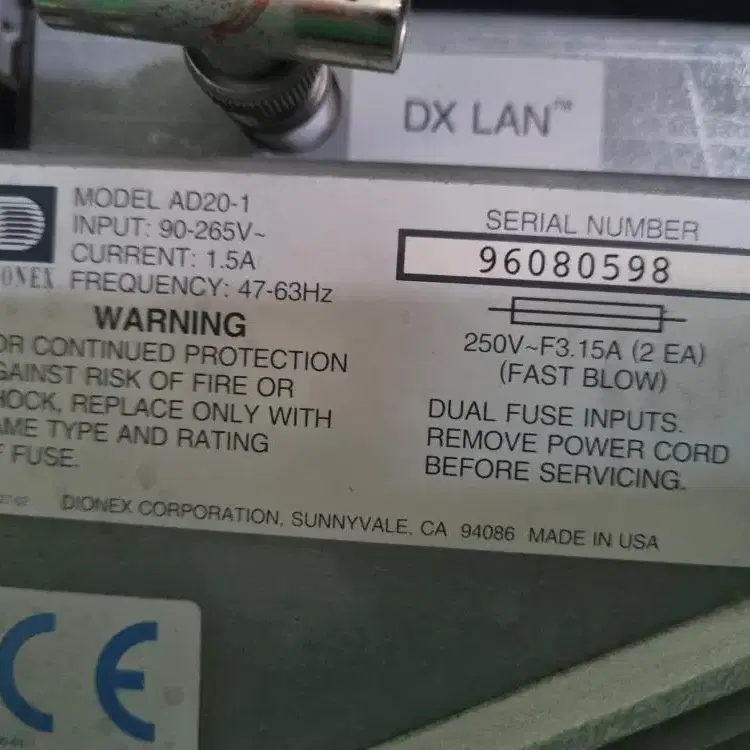 DX LAN™
MODEL AD20-1
INPUT: 90-265V~
CURRENT: 1.5A
FREQUENCY: 47-63Hz
IONEX
WARNING
OR CONTINUED PROTECTION
GAINST RISK OF FIRE OR
HOCK, REPLACE ONLY WITH
AME TYPE AND RATING
F FUSE.
SERIAL NUMBER
96080598
250V~F3.15A (2 EA)
(FAST BLOW)
DUAL FUSE INPUTS.
REMOVE POWER CORD
BEFORE SERVICING.
DIONEX CORPORATION, SUNNYVALE, CA 94086 MADE IN USA
CE